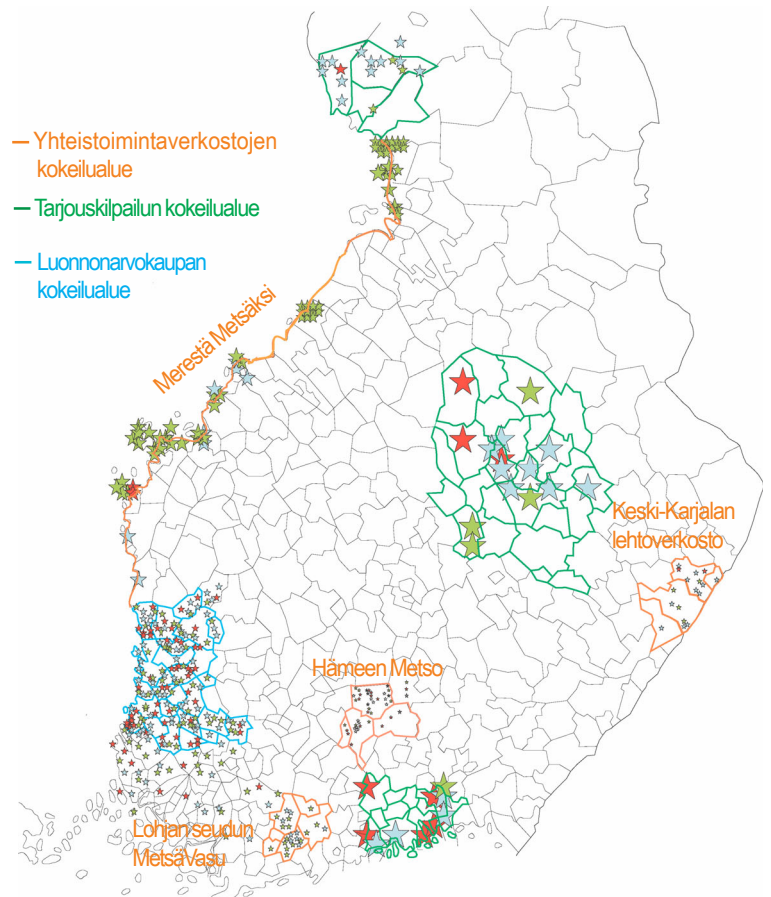 Yhteistoimintaverkostojen
kokeilualue
Tarjouskilpailun kokeilualue
Luonnonarvokaupan
kokeilualue
Merestä Metsäksi
Keski-Karjalan
lehtoverkosto
Hämeen Metso
Lohjan seudun
MetsäVasu